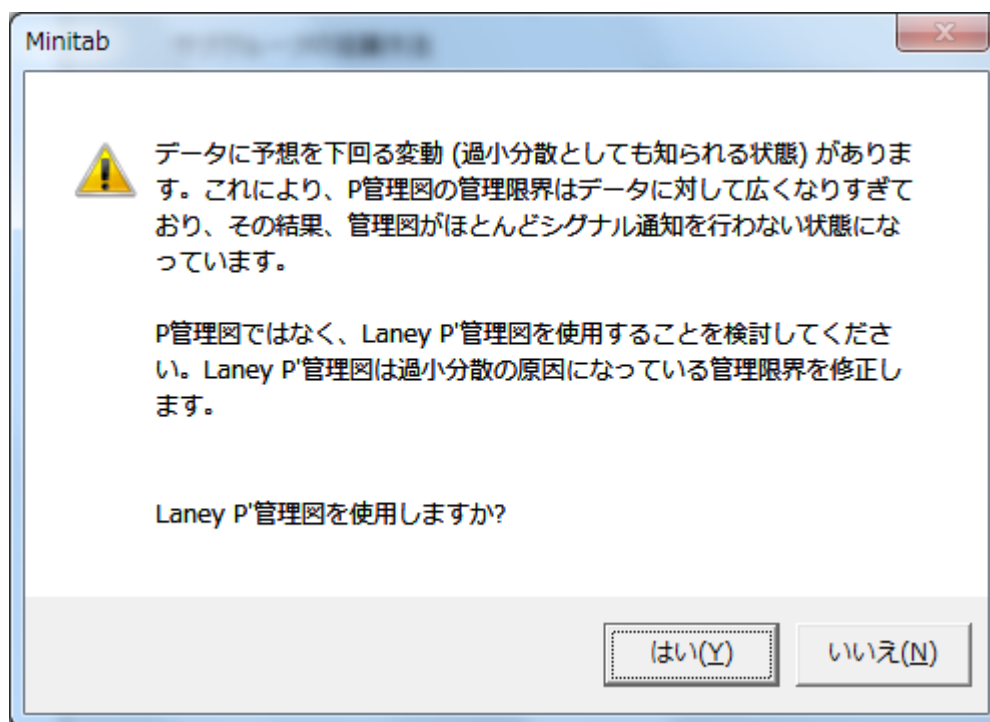 Minitab
データに予想を下回る変動 (過小分散としても知られる状態) がありま
す。これにより、P管理図の管理限界はデータに対して広くなりすぎて
おり、その結果、管理図がほとんどシグナル通知を行わない状態にな
っています。
P管理図ではなく、Laney P'管理図を使用することを検討してくださ
い。Laney P'管理図は過小分散の原因になっている管理限界を修正し
ます。
Laney P'管理図を使用しますか?
はい(Y)
いいえ(N)